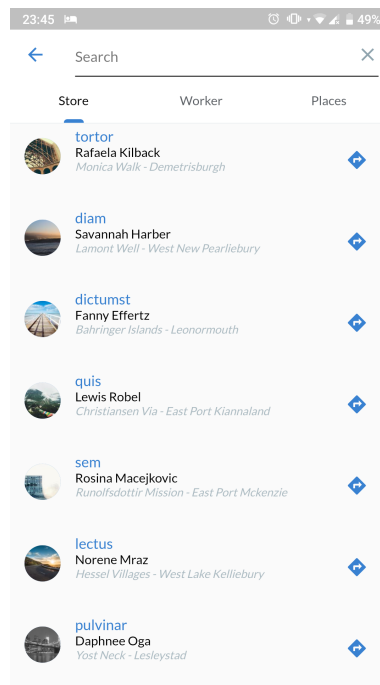 23:45
49%
Search
Store
Worker
Places
tortor
Rafaela Kilback
Monica Walk - Demetrisburgh
diam
Savannah Harber
Lamont Well - West New Pearliebury
dictumst
Fanny Effertz
Bahringer Islands - Leonormouth
quis
Lewis Robel
Christiansen Via - East Port Kiannaland
sem
Rosina Macejkovic
Runolfsdottir Mission - East Port Mckenzie
lectus
Norene Mraz
Hessel Villages - West Lake Kelliebury
pulvinar
Daphnee Oga
Yost Neck - Lesleystad